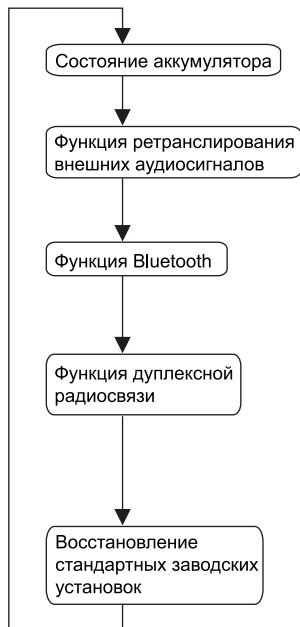 Состояние аккумулятора
Функция ретранслирования
внешних аудиосигналов
Функция Bluetooth
Функция дуплексной
радиосвязи
Восстановление
стандартных заводских
установок